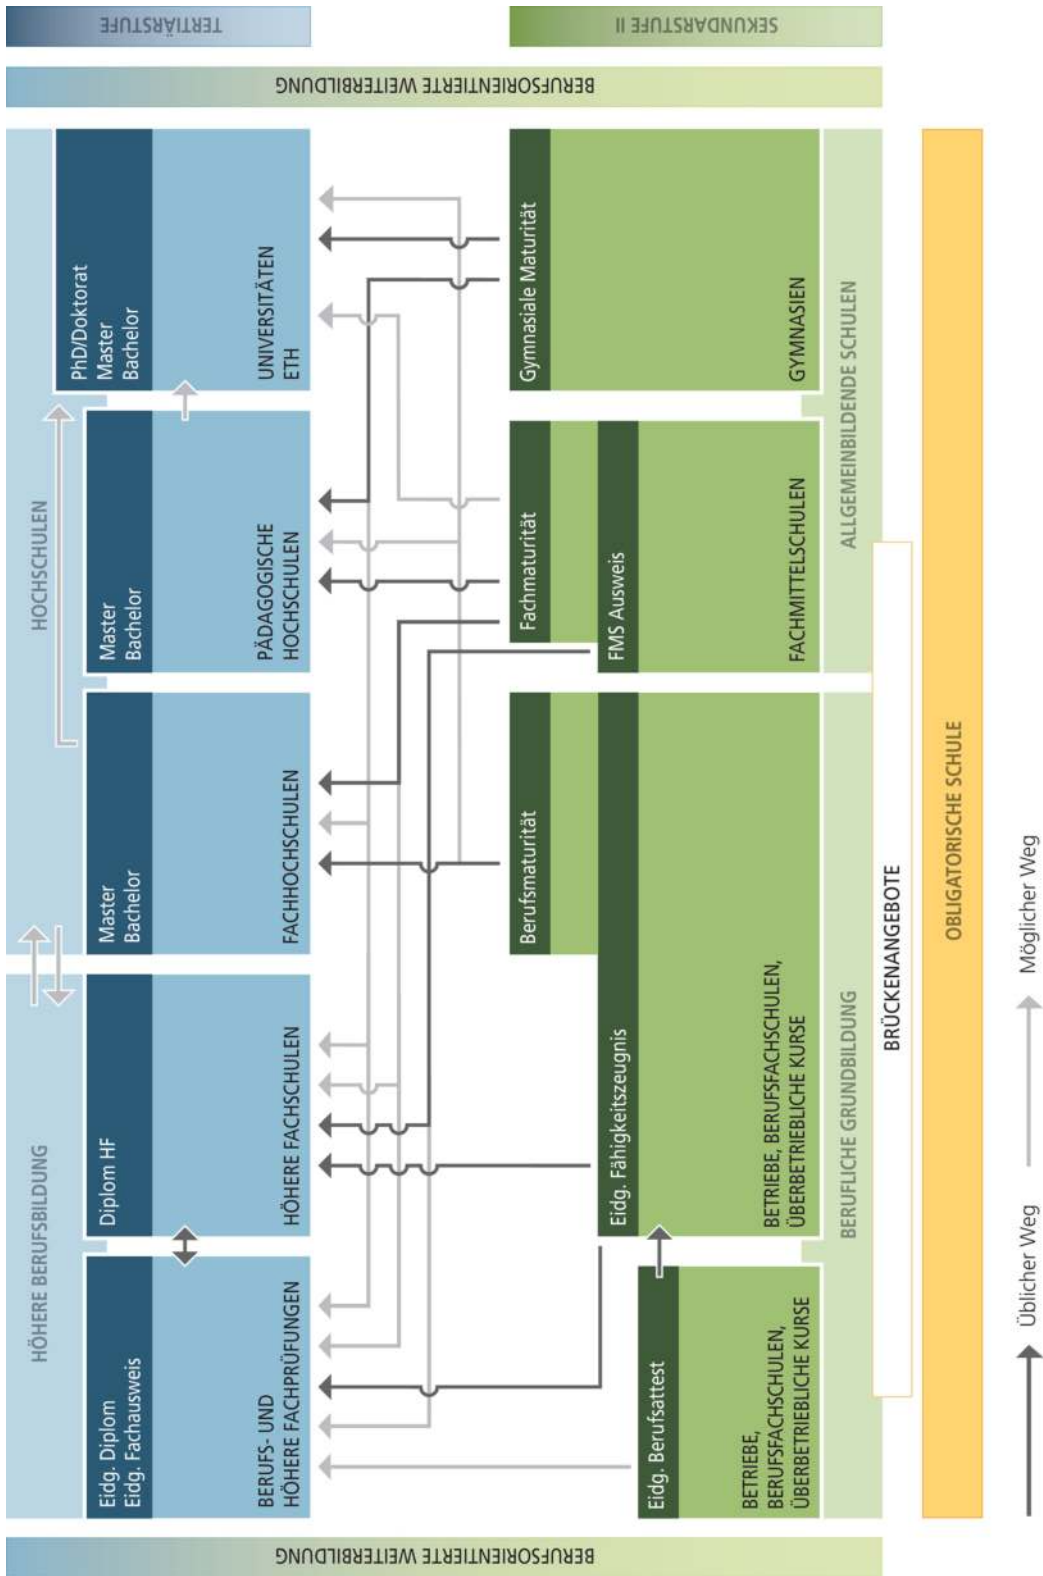 BERUFSORIENTIERTE WEITERBILDUNG
HÖHERE BERUFSBILDUNG
HOCHSCHULEN
Eidg. Diplom
Eidg. Fachausweis
BERUFS- UND
HÖHERE FACHPRÜFUNGEN
Diplom HF
HÖHERE FACHSCHULEN
Master
Bachelor
FACHHOCHSCHULEN
Master
Bachelor
PÄDAGOGISCHE
HOCHSCHULEN
PhD/Doktorat
Master
Bachelor
UNIVERSITÄTEN
ETH
BERUFSORIENTIERTE WEITERBILDUNG
TERTIÄRSTUFE
SEKUNDARSTUFE II
Eidg. Berufsattest
BETRIEBE,
BERUFSFACHSCHULEN,
ÜBERBETRIEBLICHE KURSE
Berufsmaturität
Eidg. Fähigkeitszeugnis
BETRIEBE, BERUFSFACHSCHULEN,
ÜBERBETRIEBLICHE KURSE
Fachmaturität
FMS Ausweis
FACHMITTELSCHULEN
Gymnasiale Maturität
GYMNASIEN
BERUFLICHE GRUNDBILDUNG
ALLGEMEINBILDENDE SCHULEN
BRÜCKENANGEBOTE
OBLIGATORISCHE SCHULE
Üblicher Weg
Möglicher Weg